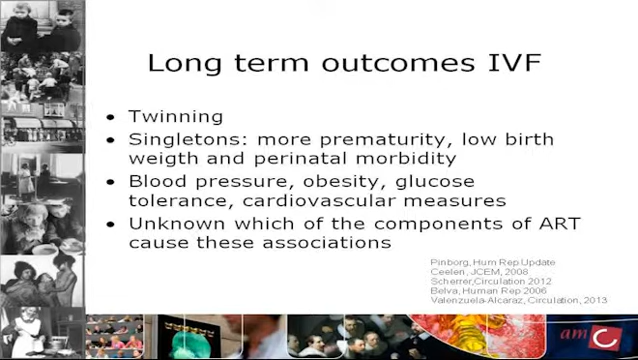 Long term outcomes IVF
• Twinning
• Singletons: more prematurity, low birth
weigth and perinatal morbidity
• Blood pressure, obesity, glucose
tolerance, cardiovascular measures
• Unknown which of the components of ART
cause these associations
Pinborg, Hum Rep Update
Ceelen, JCEM, 2008
Scherrer,Circulation 2012
Belva, Human Rep 2006
Valenzuela-Alcaraz, Circulation, 2013
amc